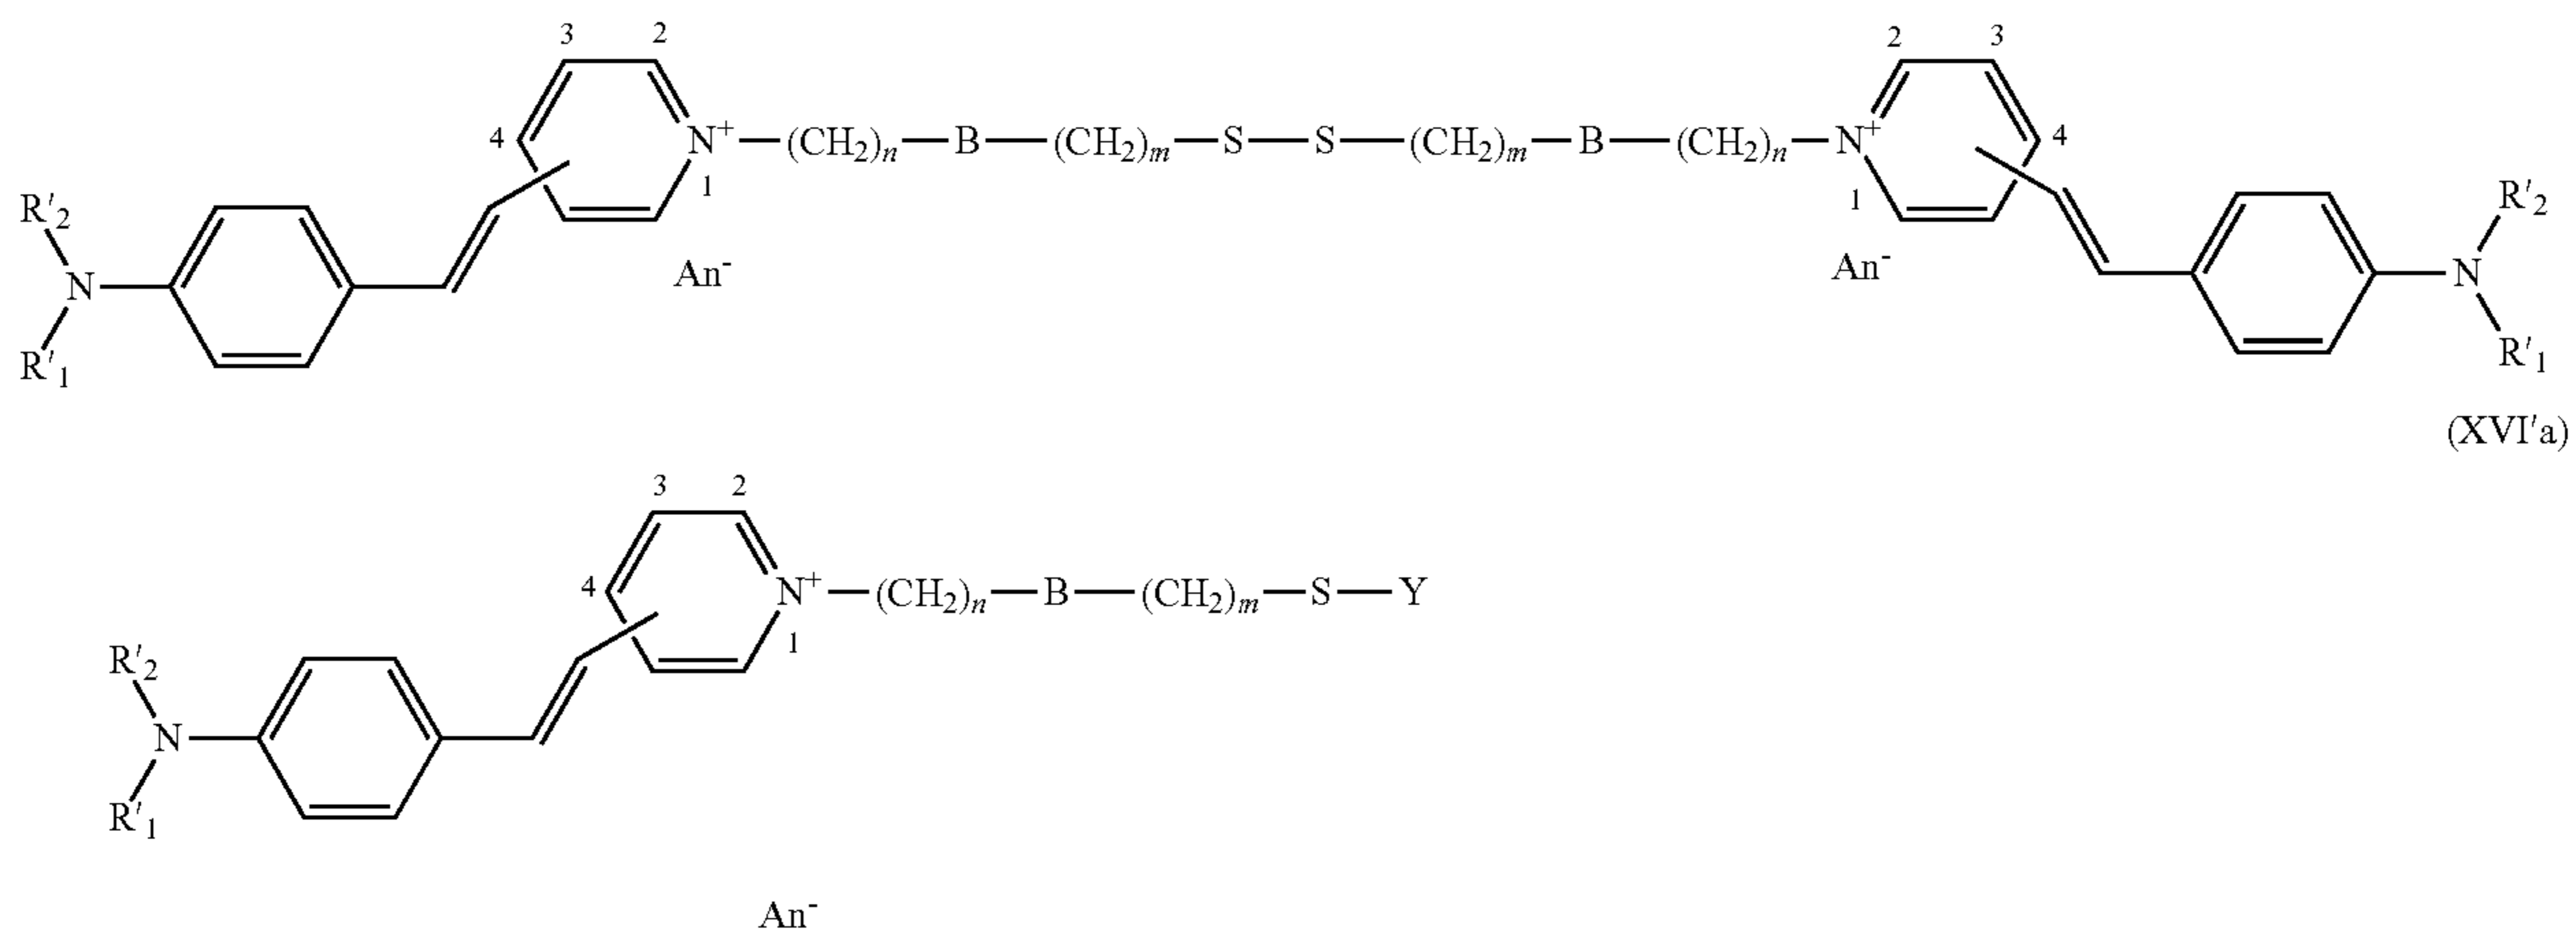 3 2 2 3
4 N+ — (CH2)n — B — (CH2)m — S — S — (CH2)m — B — (CH2)n — N+ 4
1 1
R'2 R'2
An- An-
N N
R'1 R'1
(XVI'a)
3 2
4 N+ — (CH2)n — B — (CH2)m — S — Y
1
R'2
N
R'1
An-